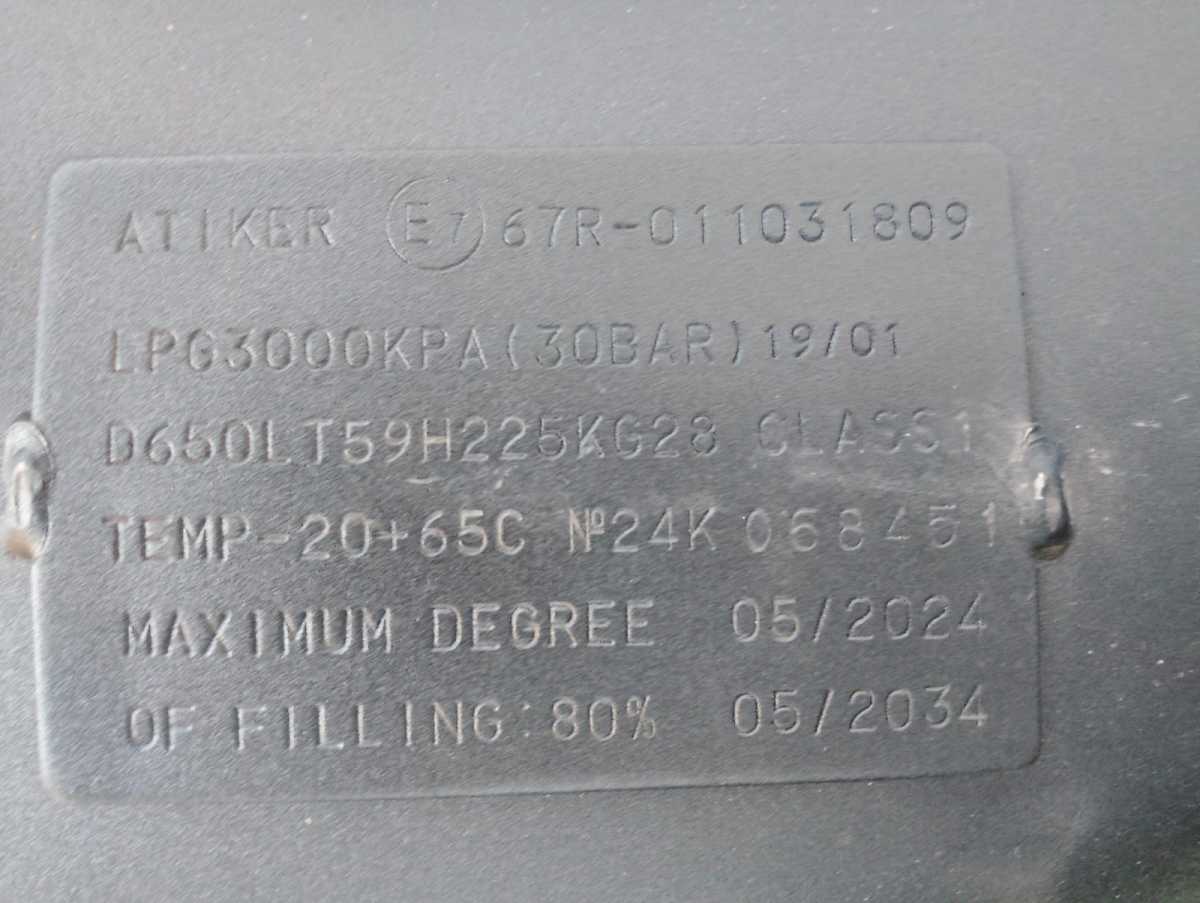 ATIKER E7 67R-011031809
LPG3000KPA(30BAR)19/01
D650LT59H225KG28 CLASS1
TEMP-20+65C №24K 068451
MAXIMUM DEGREE 05/2024
OF FILLING:80% 05/2034